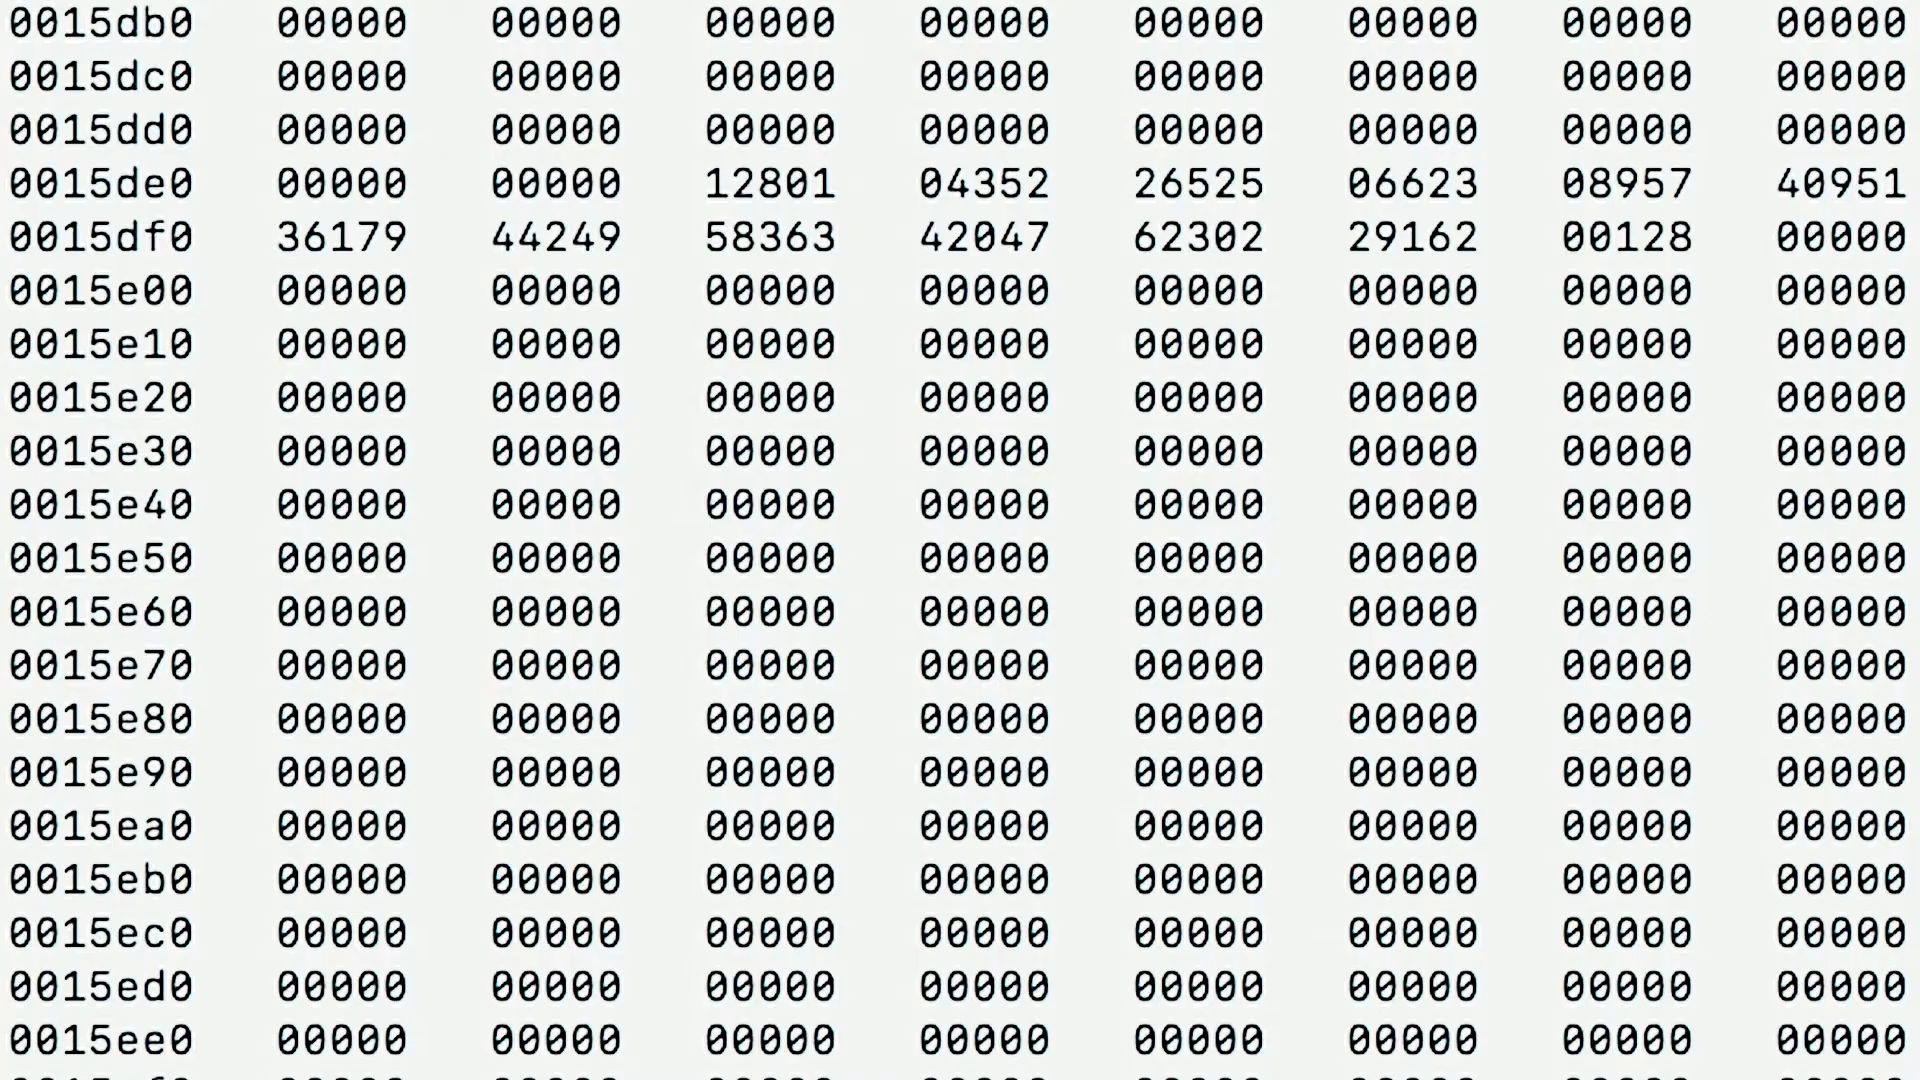 0015db0 00000 00000 00000 00000 00000 00000 00000 00000
0015dc0 00000 00000 00000 00000 00000 00000 00000 00000
0015dd0 00000 00000 00000 00000 00000 00000 00000 00000
0015de0 00000 00000 12801 04352 26525 06623 08957 40951
0015df0 36179 44249 58363 42047 62302 29162 00128 00000
0015e00 00000 00000 00000 00000 00000 00000 00000 00000
0015e10 00000 00000 00000 00000 00000 00000 00000 00000
0015e20 00000 00000 00000 00000 00000 00000 00000 00000
0015e30 00000 00000 00000 00000 00000 00000 00000 00000
0015e40 00000 00000 00000 00000 00000 00000 00000 00000
0015e50 00000 00000 00000 00000 00000 00000 00000 00000
0015e60 00000 00000 00000 00000 00000 00000 00000 00000
0015e70 00000 00000 00000 00000 00000 00000 00000 00000
0015e80 00000 00000 00000 00000 00000 00000 00000 00000
0015e90 00000 00000 00000 00000 00000 00000 00000 00000
0015ea0 00000 00000 00000 00000 00000 00000 00000 00000
0015eb0 00000 00000 00000 00000 00000 00000 00000 00000
0015ec0 00000 00000 00000 00000 00000 00000 00000 00000
0015ed0 00000 00000 00000 00000 00000 00000 00000 00000
0015ee0 00000 00000 00000 00000 00000 00000 00000 00000